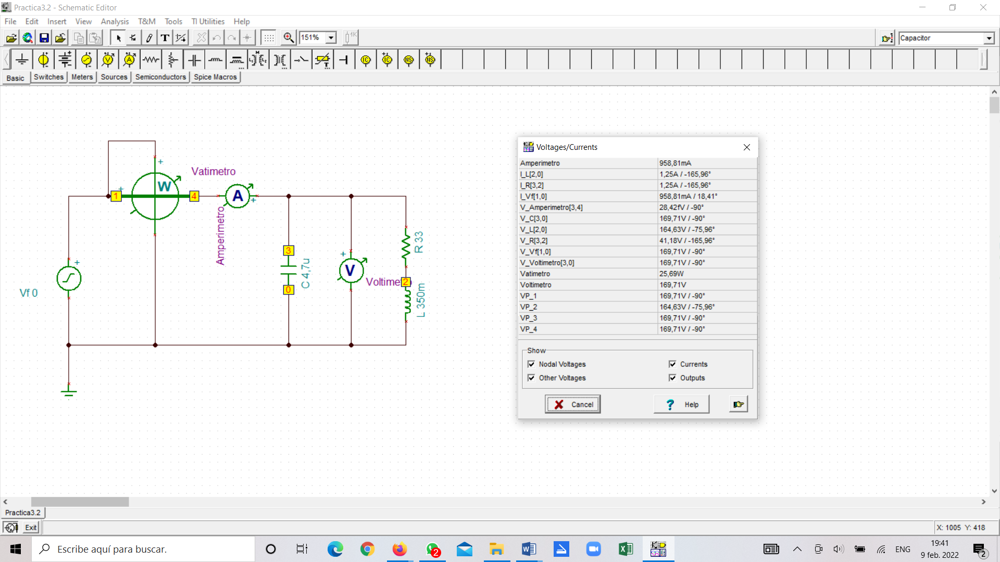 Practica3.2 - Schematic Editor
File Edit Insert View Analysis T&M Tools TI Utilities Help
151% 1K Capacitor
Basic Switches Meters Sources Semiconductors Spice Macros
+ Vatimetro
W
+
1 4
A
+
Amperimetro
R 33
3
+
+
C 4,7u
V
Voltime
2
Vf 0
0
L 350m
Voltages/Currents
Amperimetro 958,81mA
I_L[2,0] 1,25A / -165,96°
I_R[3,2] 1,25A / -165,96°
I_Vf[1,0] 958,81mA / 18,41°
V_Amperimetro[3,4] 28,42fV / -90°
V_C[3,0] 169,71V / -90°
V_L[2,0] 164,63V / -75,96°
V_R[3,2] 41,18V / -165,96°
V_Vf[1,0] 169,71V / -90°
V_Voltimetro[3,0] 169,71V / -90°
Vatimetro 25,69W
Voltimetro 169,71V
VP_1 169,71V / -90°
VP_2 164,63V / -75,96°
VP_3 169,71V / -90°
VP_4 169,71V / -90°
Show
Nodal Voltages Currents
Other Voltages Outputs
Cancel ? Help
Practica3.2
Exit X: 1005 Y: 418
Escribe aquí para buscar.
2
ENG
19:41
9 feb. 2022
2